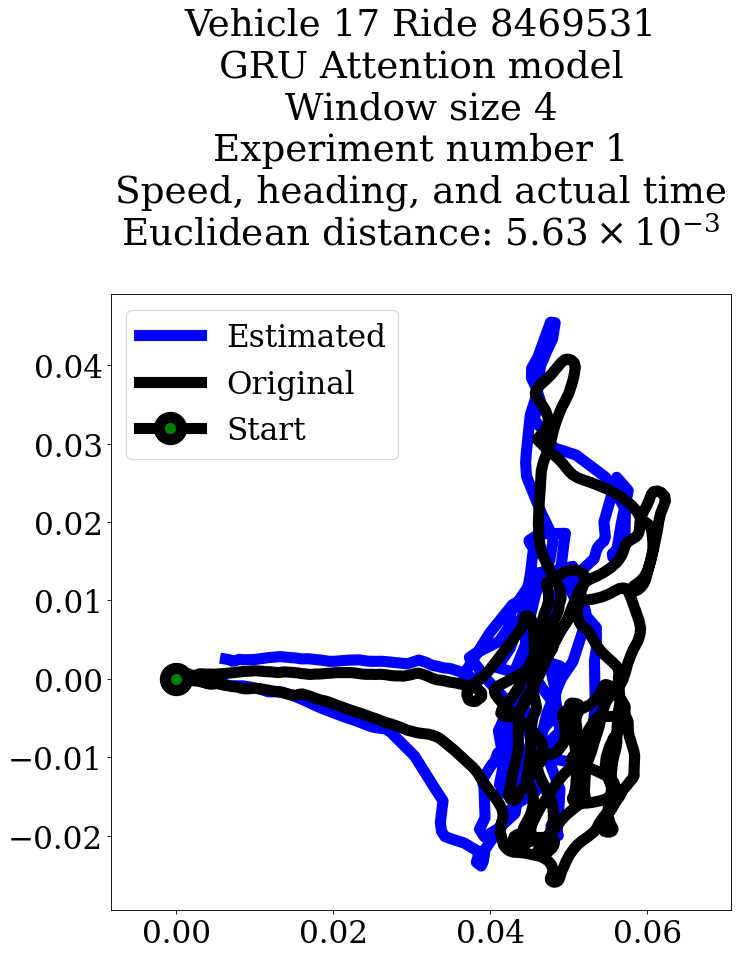 Vehicle 17 Ride 8469531
GRU Attention model
Window size 4
Experiment number 1
Speed, heading, and actual time
Euclidean distance: 5.63 × 10⁻³
Estimated
Original
Start
0.04
0.03
0.02
0.01
0.00
−0.01
−0.02
0.00 0.02 0.04 0.06